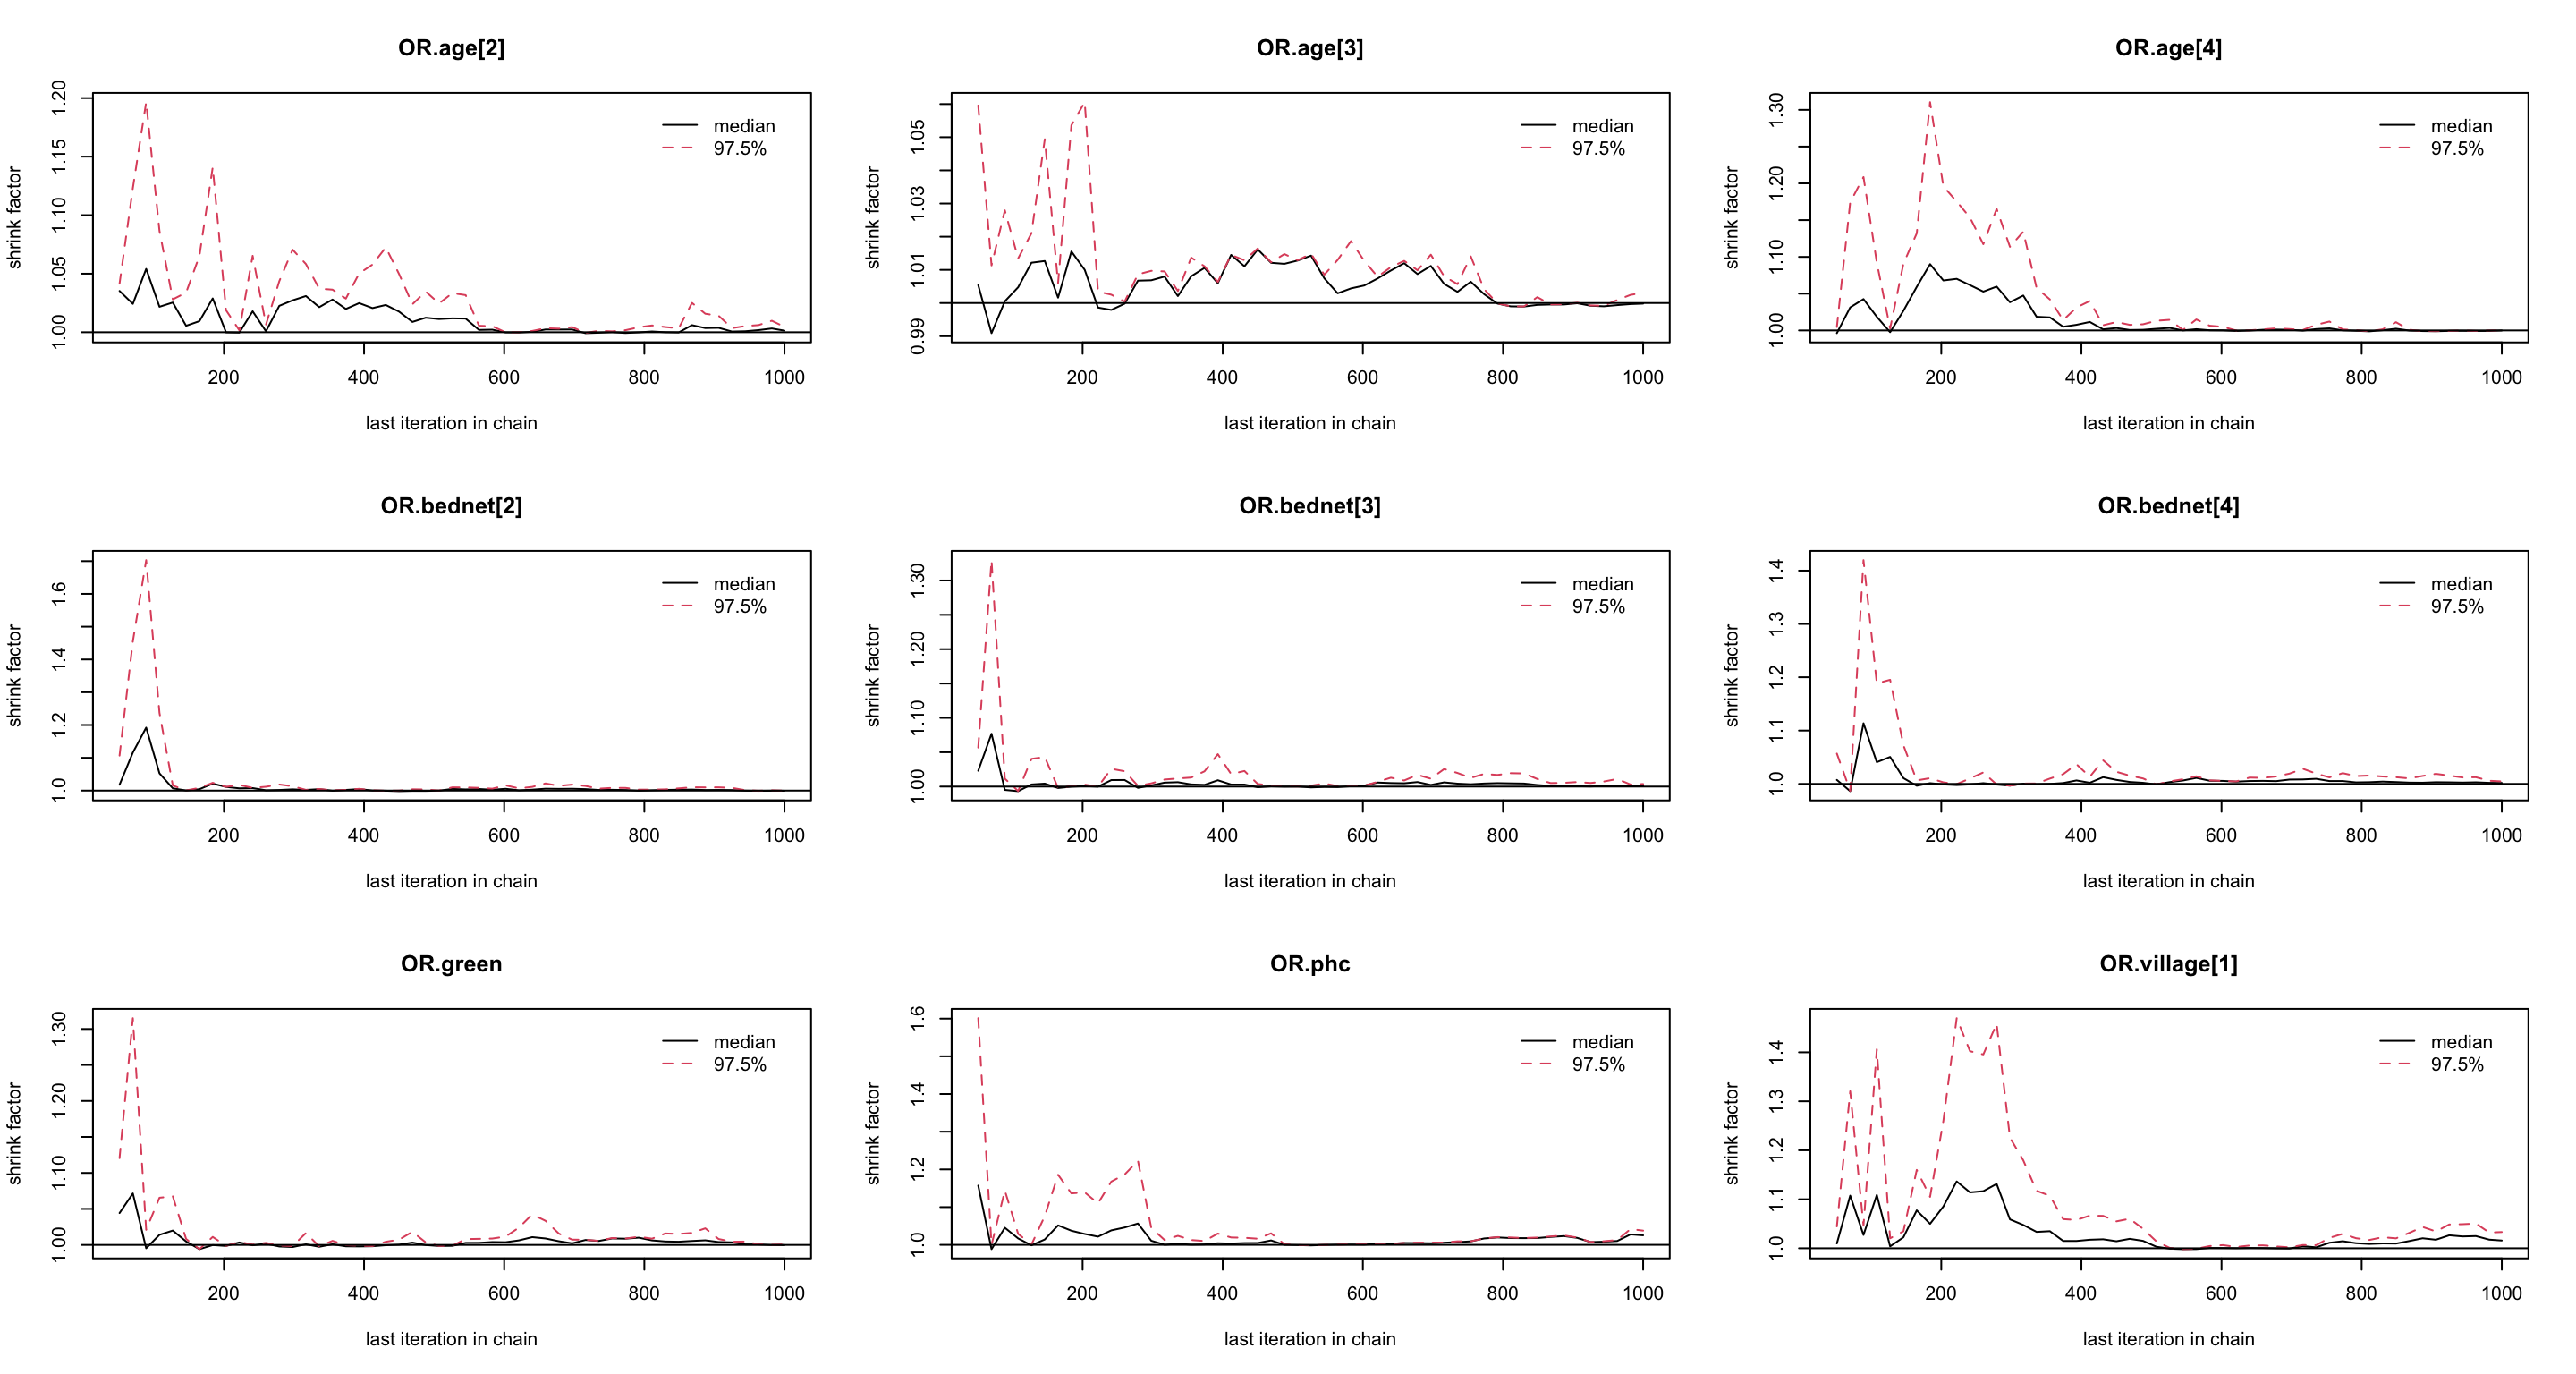 OR.age[2]
1.20
1.15
1.10
1.05
1.00
shrink factor
median
97.5%
200 400 600 800 1000
last iteration in chain
OR.age[3]
1.05
1.03
1.01
0.99
shrink factor
median
97.5%
200 400 600 800 1000
last iteration in chain
OR.age[4]
1.30
1.20
1.10
1.00
shrink factor
median
97.5%
200 400 600 800 1000
last iteration in chain
OR.bednet[2]
1.6
1.4
1.2
1.0
shrink factor
median
97.5%
200 400 600 800 1000
last iteration in chain
OR.bednet[3]
1.30
1.20
1.10
1.00
shrink factor
median
97.5%
200 400 600 800 1000
last iteration in chain
OR.bednet[4]
1.4
1.3
1.2
1.1
1.0
shrink factor
median
97.5%
200 400 600 800 1000
last iteration in chain
OR.green
1.30
1.20
1.10
1.00
shrink factor
median
97.5%
200 400 600 800 1000
last iteration in chain
OR.phc
1.6
1.4
1.2
1.0
shrink factor
median
97.5%
200 400 600 800 1000
last iteration in chain
OR.village[1]
1.4
1.3
1.2
1.1
1.0
shrink factor
median
97.5%
200 400 600 800 1000
last iteration in chain